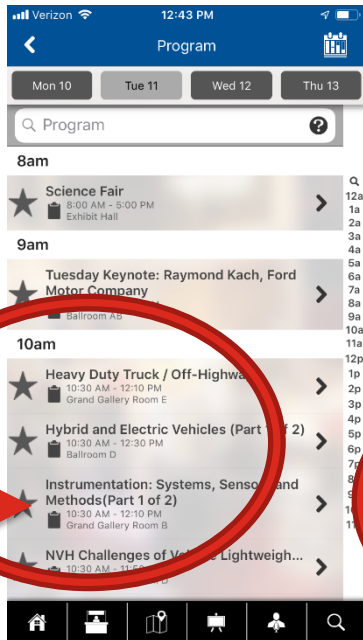 Verizon 12:43 PM
Program
Mon 10 Tue 11 Wed 12 Thu 13
Program
8am
Science Fair
8:00 AM - 5:00 PM
Exhibit Hall
9am
Tuesday Keynote: Raymond Kach, Ford
Motor Company
Ballroom AB
10am
Heavy Duty Truck / Off-Highwa
10:30 AM - 12:10 PM
Grand Gallery Room E
Hybrid and Electric Vehicles (Part of 2)
10:30 AM - 12:30 PM
Ballroom D
Instrumentation: Systems, Senso and
Methods(Part 1 of 2)
10:30 AM - 12:10 PM
Grand Gallery Room B
NVH Challenges of Lightweigh...
10:30 AM
12a
1a
2a
3a
4a
5a
6a
7a
8a
9a
10a
11a
12p
1p
2p
3p
4p
5p
6p